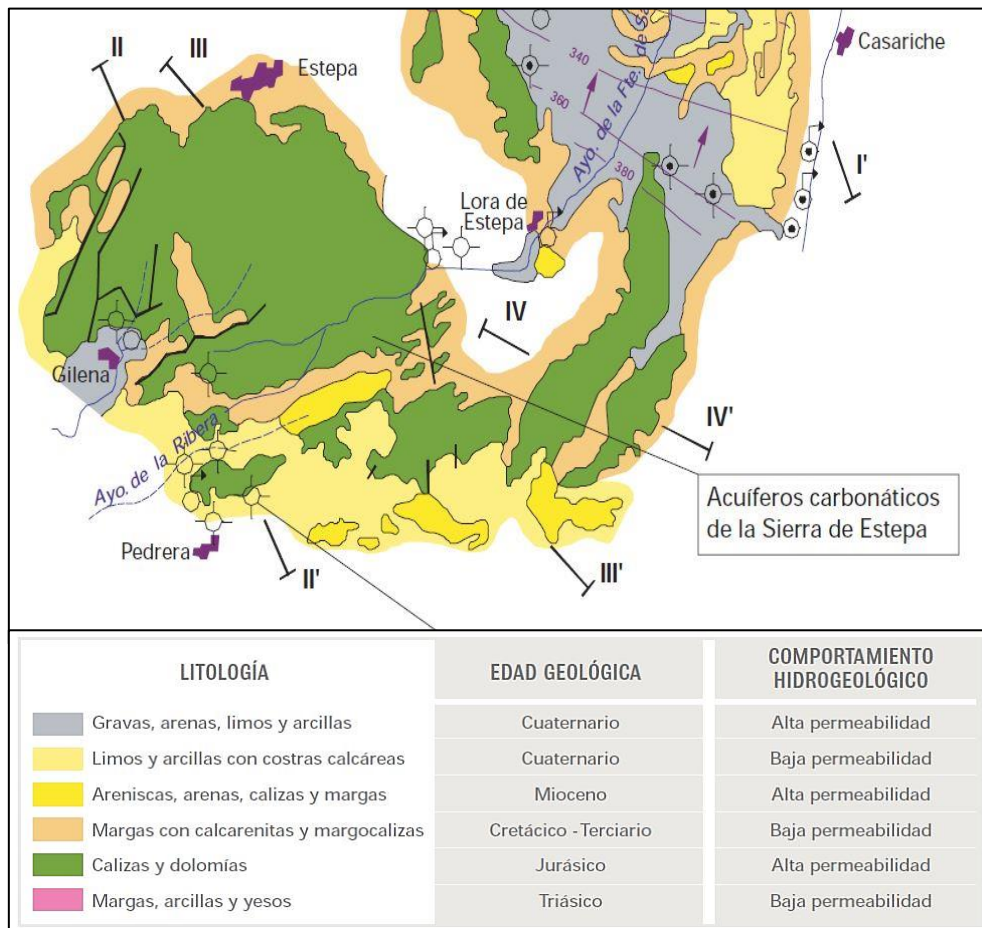 II
III
Estepa
Casariche
340
360
380
Ayo. de la Fte. de Sa
I'
Lora de
Estepa
IV
Gilena
IV'
Ayo. de la Ribera
Acuíferos carbonáticos
de la Sierra de Estepa
Pedrera
II'
III'
LITOLOGÍA
EDAD GEOLÓGICA
COMPORTAMIENTO
HIDROGEOLÓGICO
Gravas, arenas, limos y arcillas
Cuaternario
Alta permeabilidad
Limos y arcillas con costras calcáreas
Cuaternario
Baja permeabilidad
Areniscas, arenas, calizas y margas
Mioceno
Alta permeabilidad
Margas con calcarenitas y margocalizas
Cretácico - Terciario
Baja permeabilidad
Calizas y dolomías
Jurásico
Alta permeabilidad
Margas, arcillas y yesos
Triásico
Baja permeabilidad